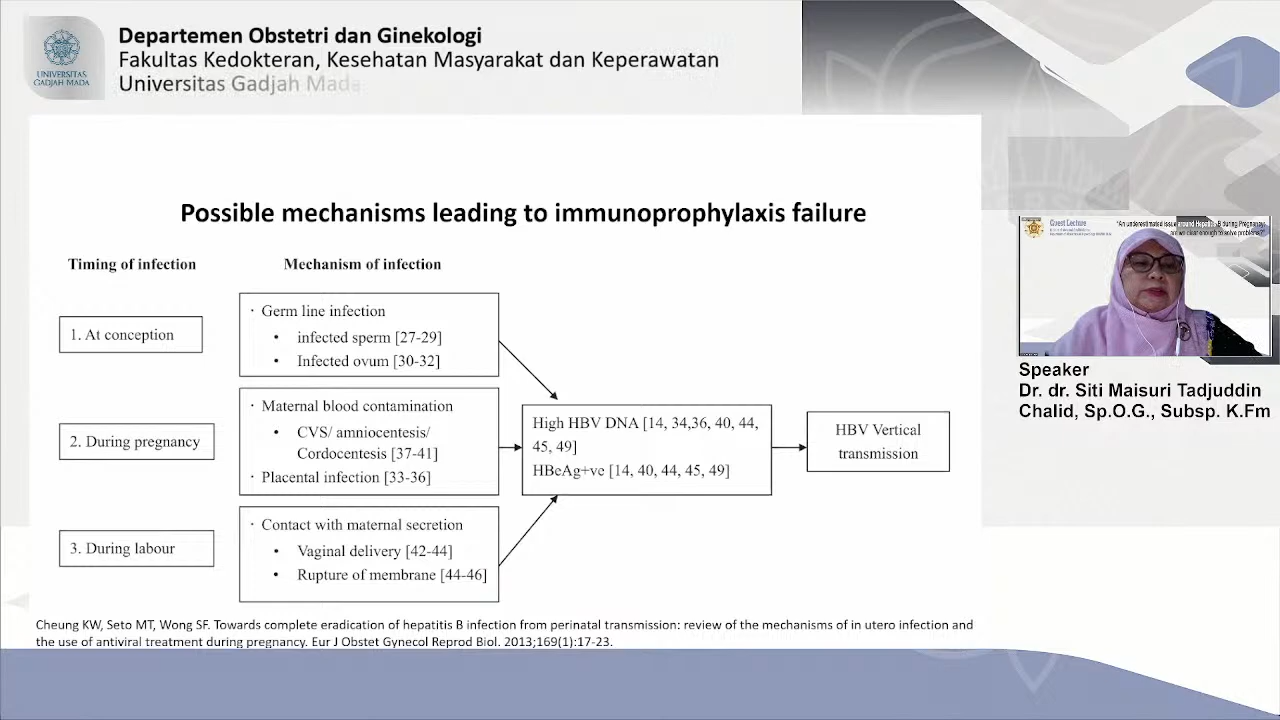 UNIVERSITAS
GADJAH MADA
Departemen Obstetri dan Ginekologi
Fakultas Kedokteran, Kesehatan Masyarakat dan Keperawatan
Universitas Gadjah Mada
Possible mechanisms leading to immunoprophylaxis failure
Timing of infection
Mechanism of infection
1. At conception
· Germ line infection
• infected sperm [27-29]
• Infected ovum [30-32]
2. During pregnancy
· Maternal blood contamination
• CVS/ amniocentesis/
Cordocentesis [37-41]
· Placental infection [33-36]
3. During labour
· Contact with maternal secretion
• Vaginal delivery [42-44]
• Rupture of membrane [44-46]
High HBV DNA [14, 34,36, 40, 44,
45, 49]
HBeAg+ve [14, 40, 44, 45, 49]
HBV Vertical
transmission
Cheung KW, Seto MT, Wong SF. Towards complete eradication of hepatitis B infection from perinatal transmission: review of the mechanisms of in utero infection and
the use of antiviral treatment during pregnancy. Eur J Obstet Gynecol Reprod Biol. 2013;169(1):17-23.
Guest Lecture
"An underestimated issue around Hepatitis B during Pregnancy:
Speaker
Dr. dr. Siti Maisuri Tadjuddin
Chalid, Sp.O.G., Subsp. K.Fm